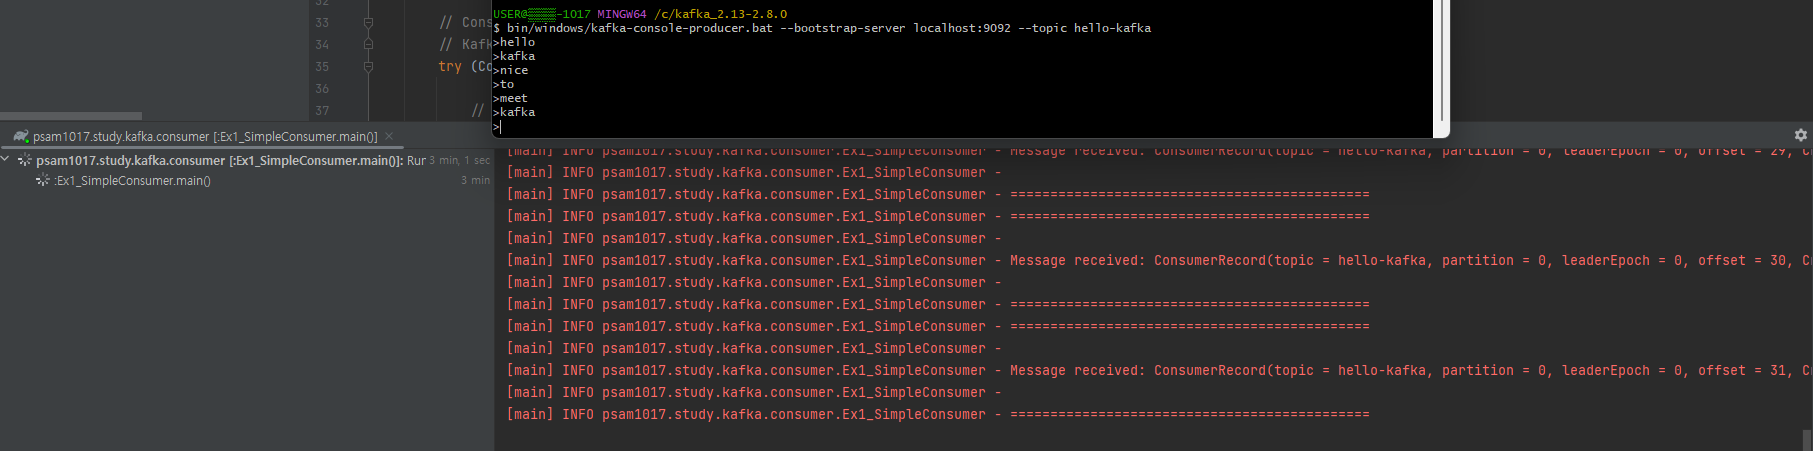 32
33 // Cons
34 // Kafk
35 try (Co
36
37 //
USER@▒▒▒▒-1017 MINGW64 /c/kafka_2.13-2.8.0
$ bin/windows/kafka-console-producer.bat --bootstrap-server localhost:9092 --topic hello-kafka
>hello
>kafka
>nice
>to
>meet
>kafka
>
psam1017.study.kafka.consumer [:Ex1_SimpleConsumer.main()] ×
psam1017.study.kafka.consumer [:Ex1_SimpleConsumer.main()]: Run 3 min, 1 sec
:Ex1_SimpleConsumer.main() 3 min
[main] INFO psam1017.study.kafka.consumer.Ex1_SimpleConsumer - Message received: ConsumerRecord(topic = hello-kafka, partition = 0, leaderEpoch = 0, offset = 29, C
[main] INFO psam1017.study.kafka.consumer.Ex1_SimpleConsumer -
[main] INFO psam1017.study.kafka.consumer.Ex1_SimpleConsumer - =============================================
[main] INFO psam1017.study.kafka.consumer.Ex1_SimpleConsumer - =============================================
[main] INFO psam1017.study.kafka.consumer.Ex1_SimpleConsumer -
[main] INFO psam1017.study.kafka.consumer.Ex1_SimpleConsumer - Message received: ConsumerRecord(topic = hello-kafka, partition = 0, leaderEpoch = 0, offset = 30, C
[main] INFO psam1017.study.kafka.consumer.Ex1_SimpleConsumer -
[main] INFO psam1017.study.kafka.consumer.Ex1_SimpleConsumer - =============================================
[main] INFO psam1017.study.kafka.consumer.Ex1_SimpleConsumer - =============================================
[main] INFO psam1017.study.kafka.consumer.Ex1_SimpleConsumer -
[main] INFO psam1017.study.kafka.consumer.Ex1_SimpleConsumer - Message received: ConsumerRecord(topic = hello-kafka, partition = 0, leaderEpoch = 0, offset = 31, C
[main] INFO psam1017.study.kafka.consumer.Ex1_SimpleConsumer -
[main] INFO psam1017.study.kafka.consumer.Ex1_SimpleConsumer - =============================================